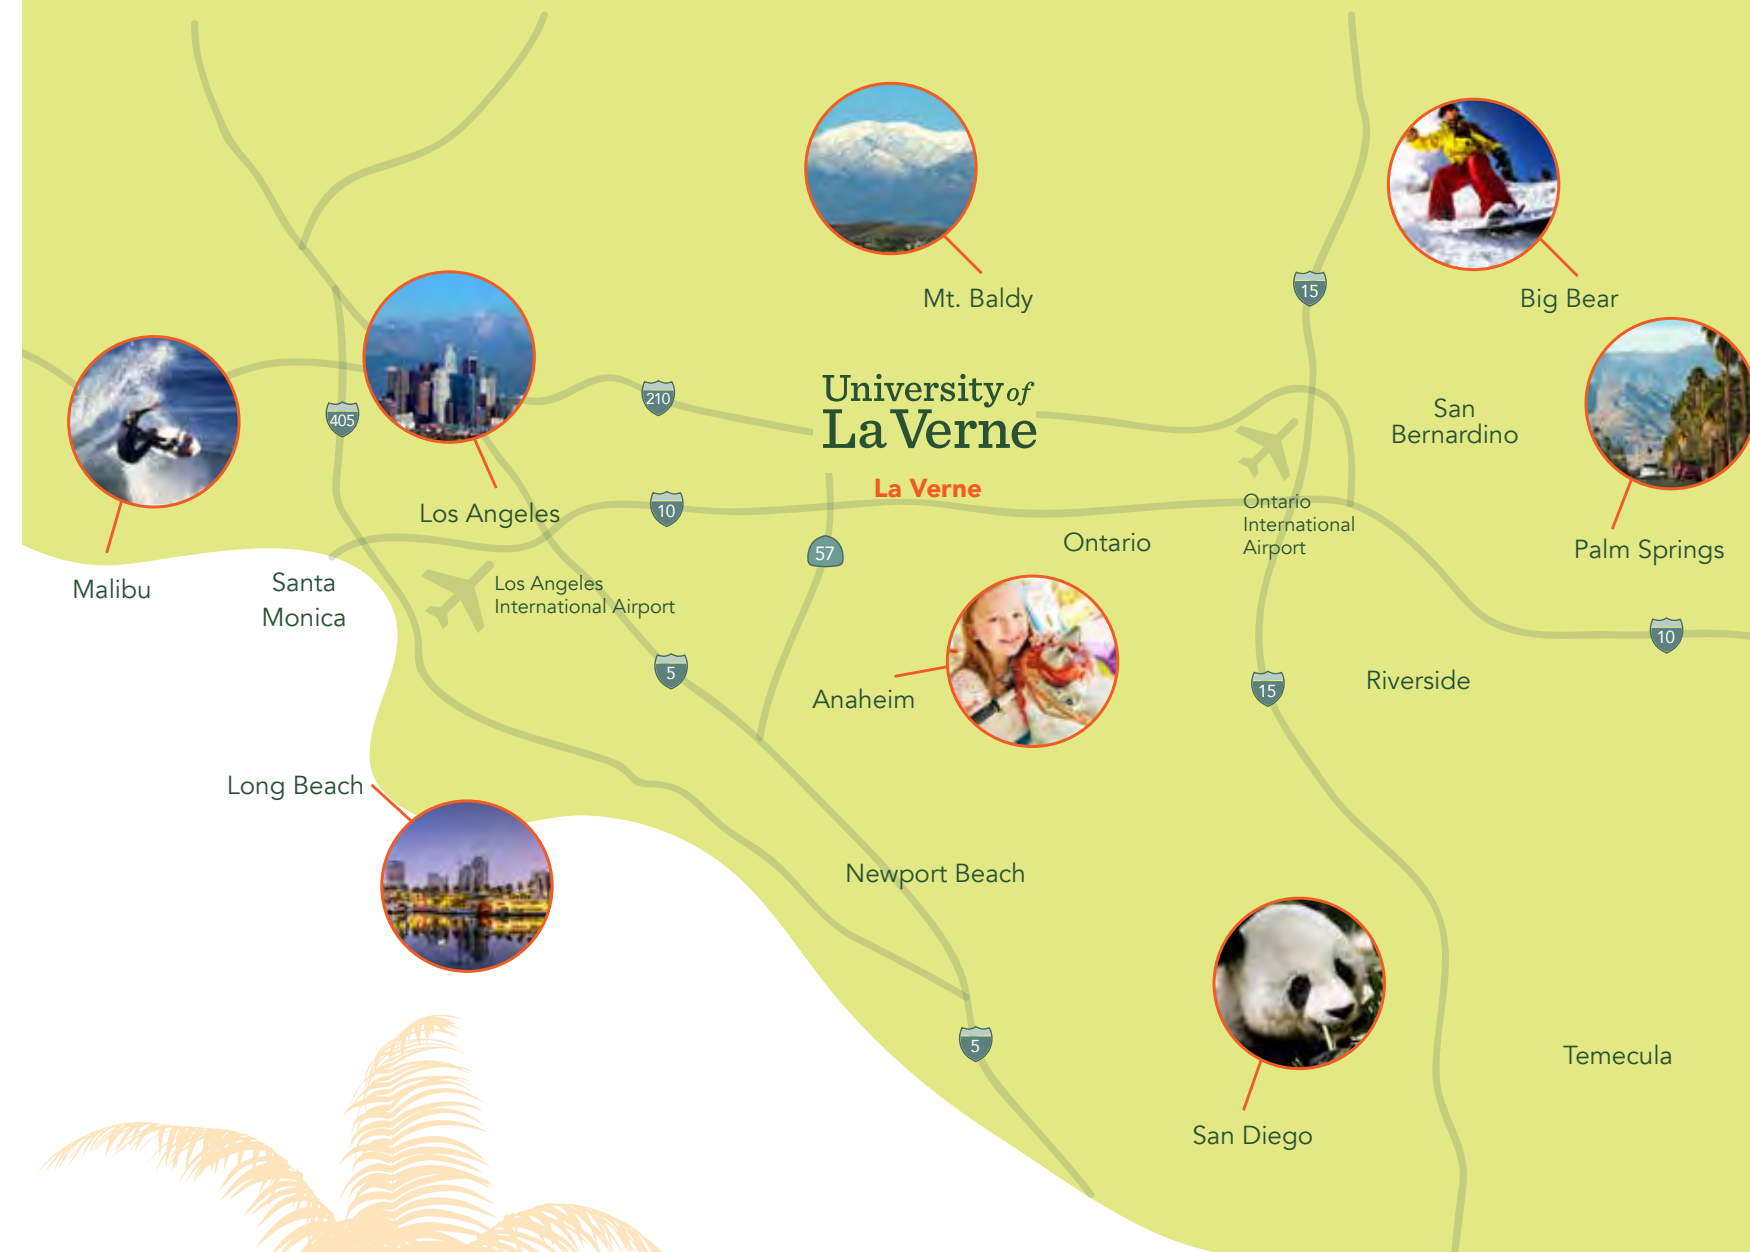 15
Mt. Baldy
Big Bear
University of
La Verne
210
405
San
Bernardino
La Verne
Los Angeles
10
Ontario
International
Airport
Ontario
57
Palm Springs
Malibu
Santa
Monica
Los Angeles
International Airport
10
5
Anaheim
15
Riverside
Long Beach
Newport Beach
5
Temecula
San Diego